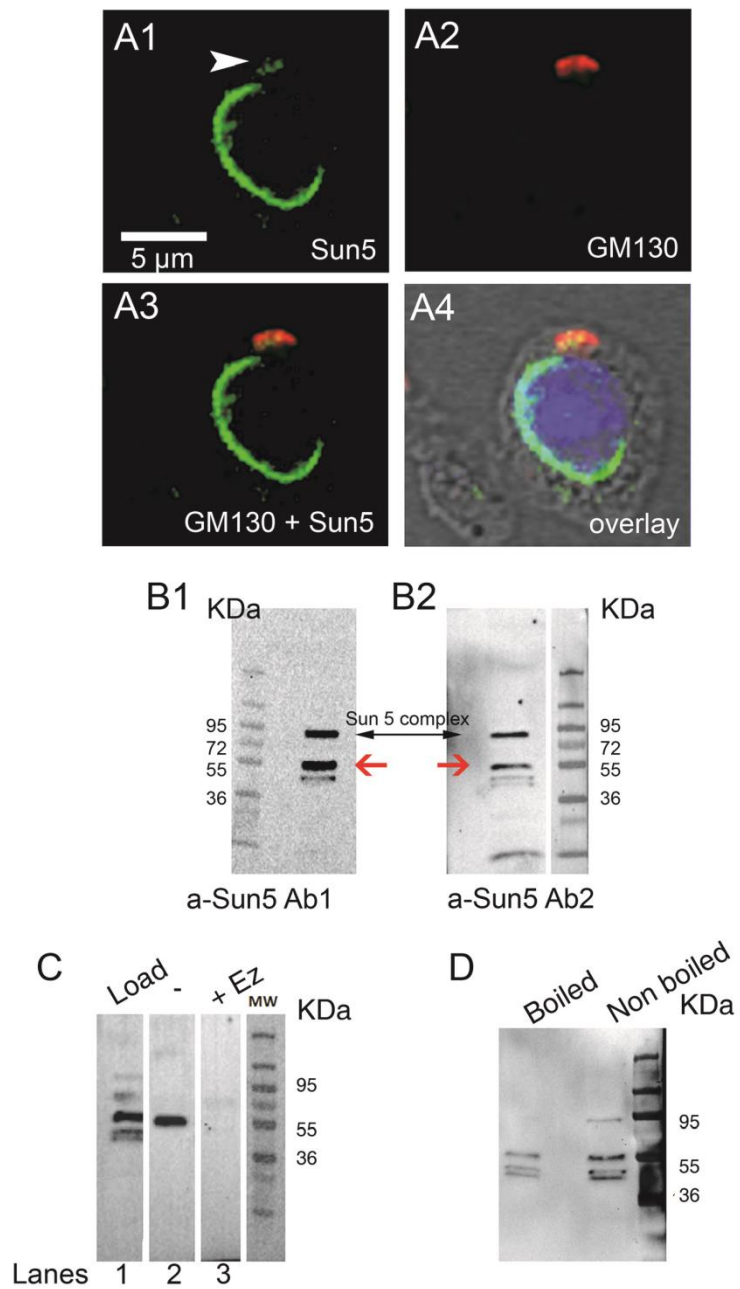 A1
Sun5
5 µm
A2
GM130
A3
GM130 + Sun5
A4
overlay
B1
KDa
95
72
55
36
a-Sun5 Ab1
Sun 5 complex
B2
KDa
95
72
55
36
a-Sun5 Ab2
C
Load
-
+ Ez
MW
KDa
95
55
36
Lanes 1 2 3
D
Boiled
Non boiled
KDa
95
55
36